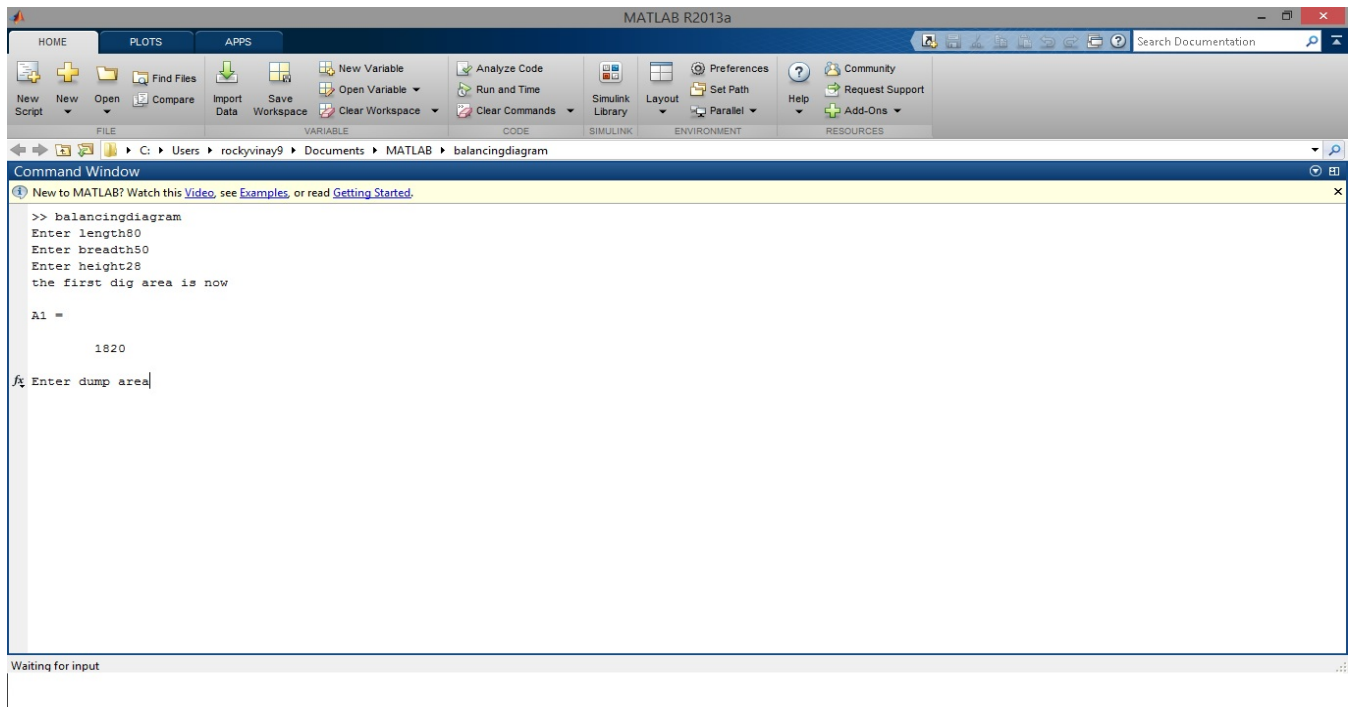 MATLAB R2013a
HOME PLOTS APPS
Search Documentation
New Script
New
Open
Find Files
Compare
Import Data
Save Workspace
New Variable
Open Variable
Clear Workspace
Analyze Code
Run and Time
Clear Commands
Simulink Library
Layout
Preferences
Set Path
Parallel
Help
Community
Request Support
Add-Ons
FILE VARIABLE CODE SIMULINK ENVIRONMENT RESOURCES
C: Users rockyvinay9 Documents MATLAB balancingdiagram
Command Window
New to MATLAB? Watch this Video, see Examples, or read Getting Started.
>> balancingdiagram
Enter length80
Enter breadth50
Enter height28
the first dig area is now
A1 =
1820
fx Enter dump area
Waiting for input